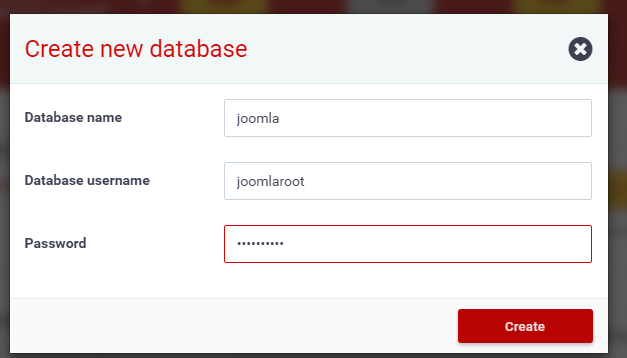 Create new database
Database name joomla
Database username joomlaroot
Password ••••••••••
Create